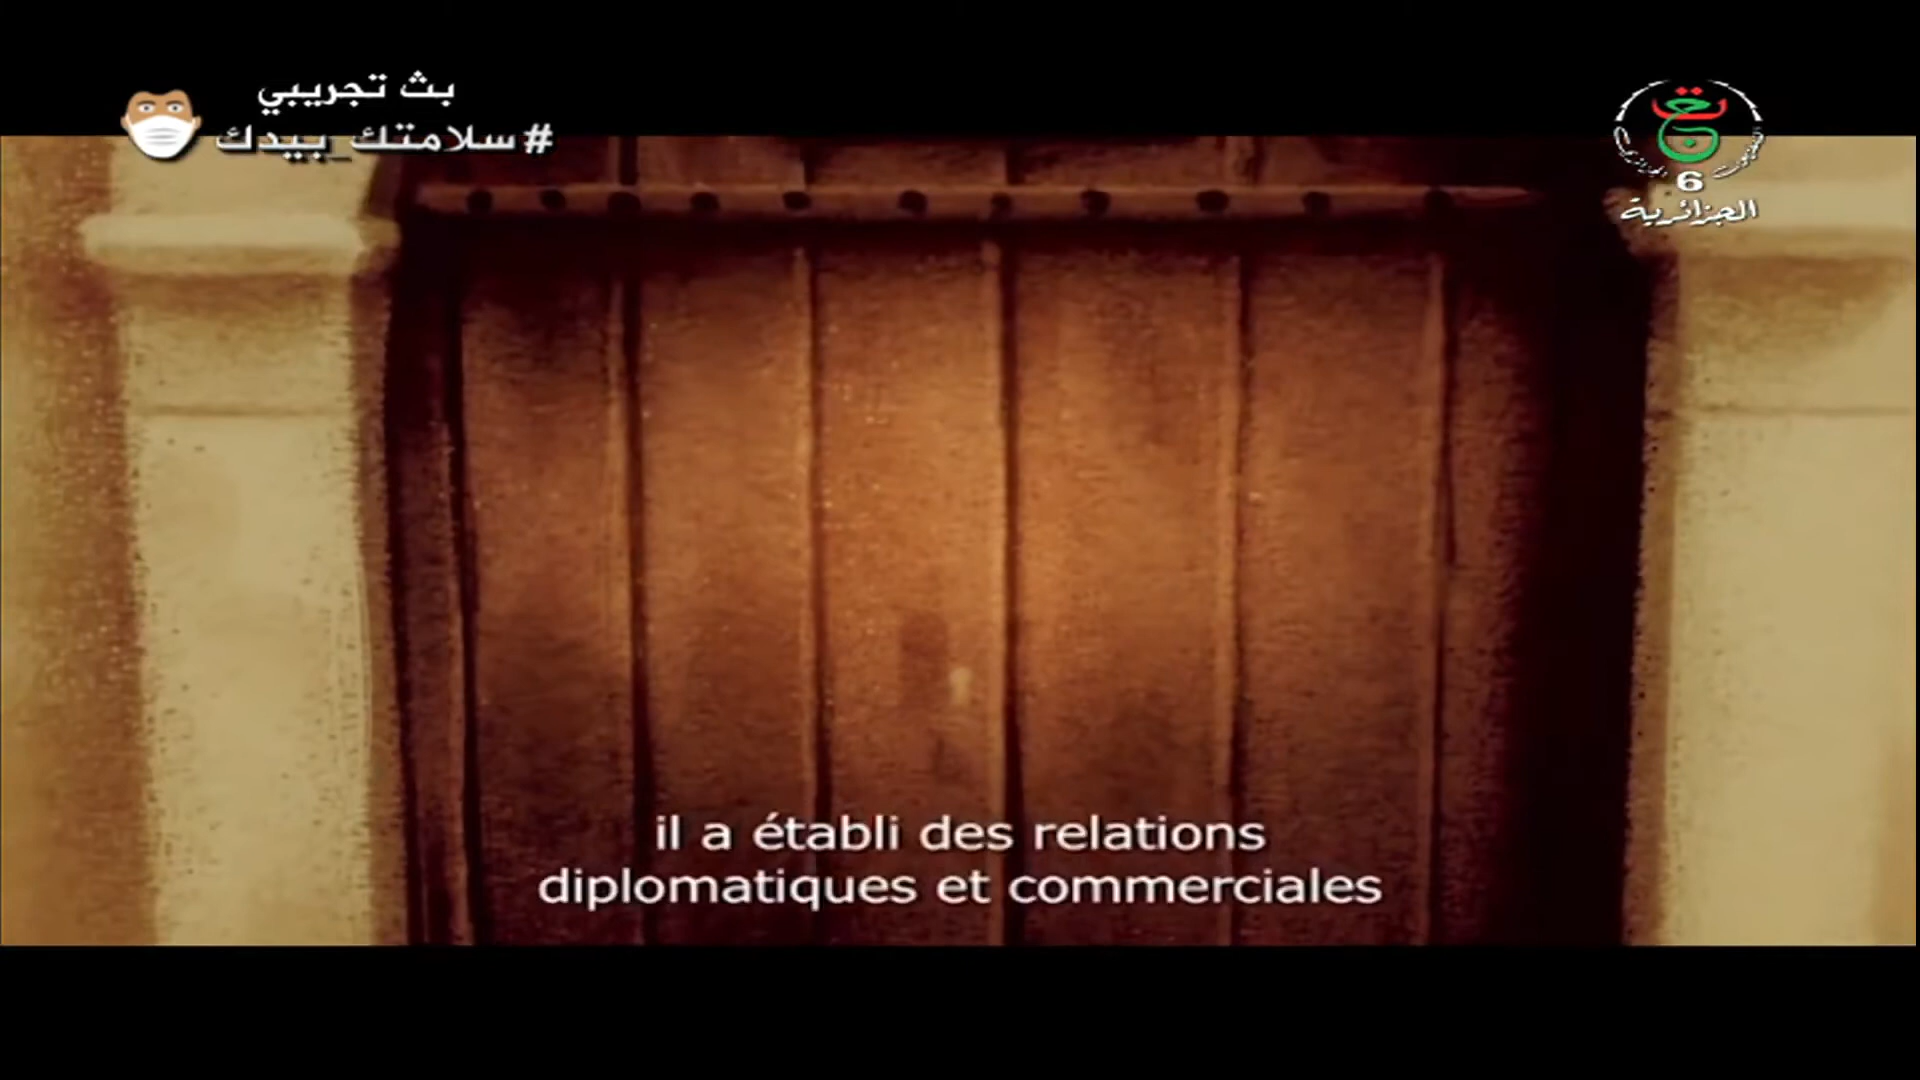 بث تجريبي
#سلامتك_بيدك
6
الجزائرية
il a établi des relations
diplomatiques et commerciales